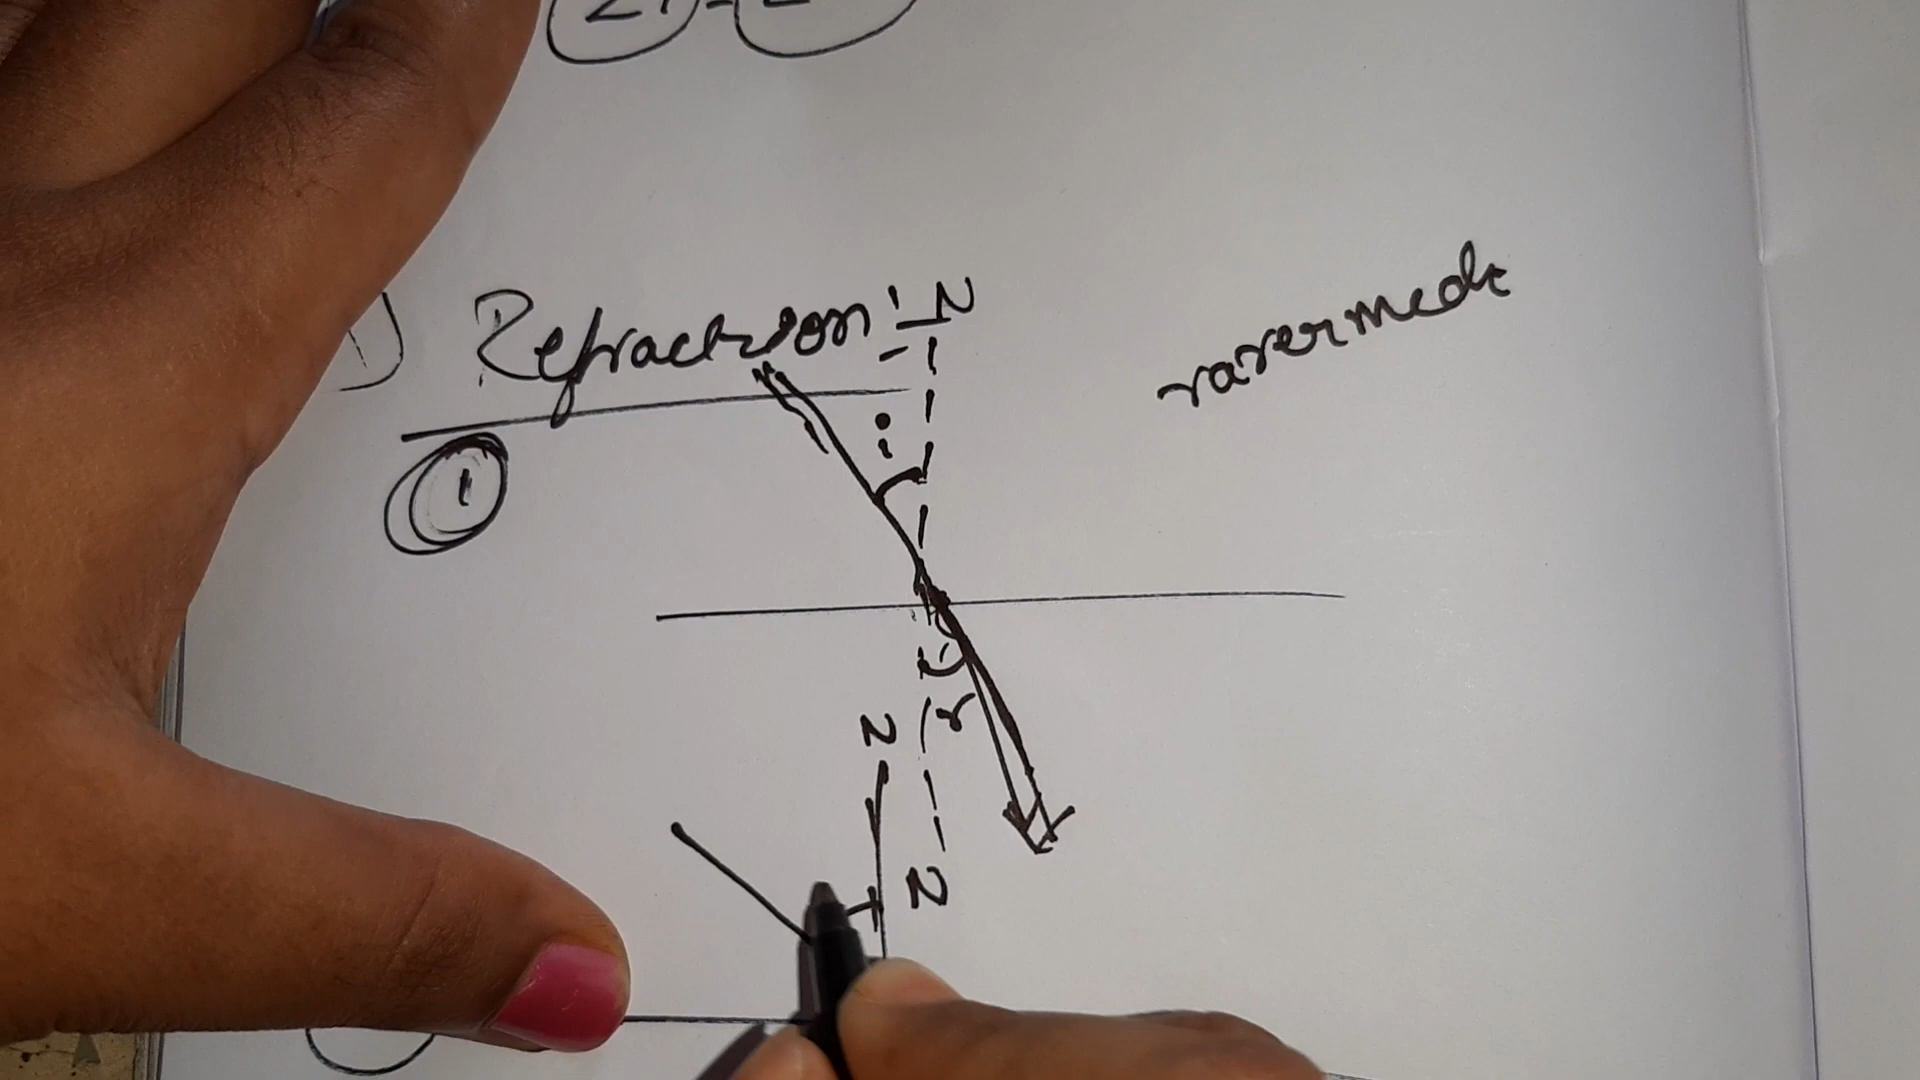 Refraction:
N
rarermedi
①
i
r
N
N